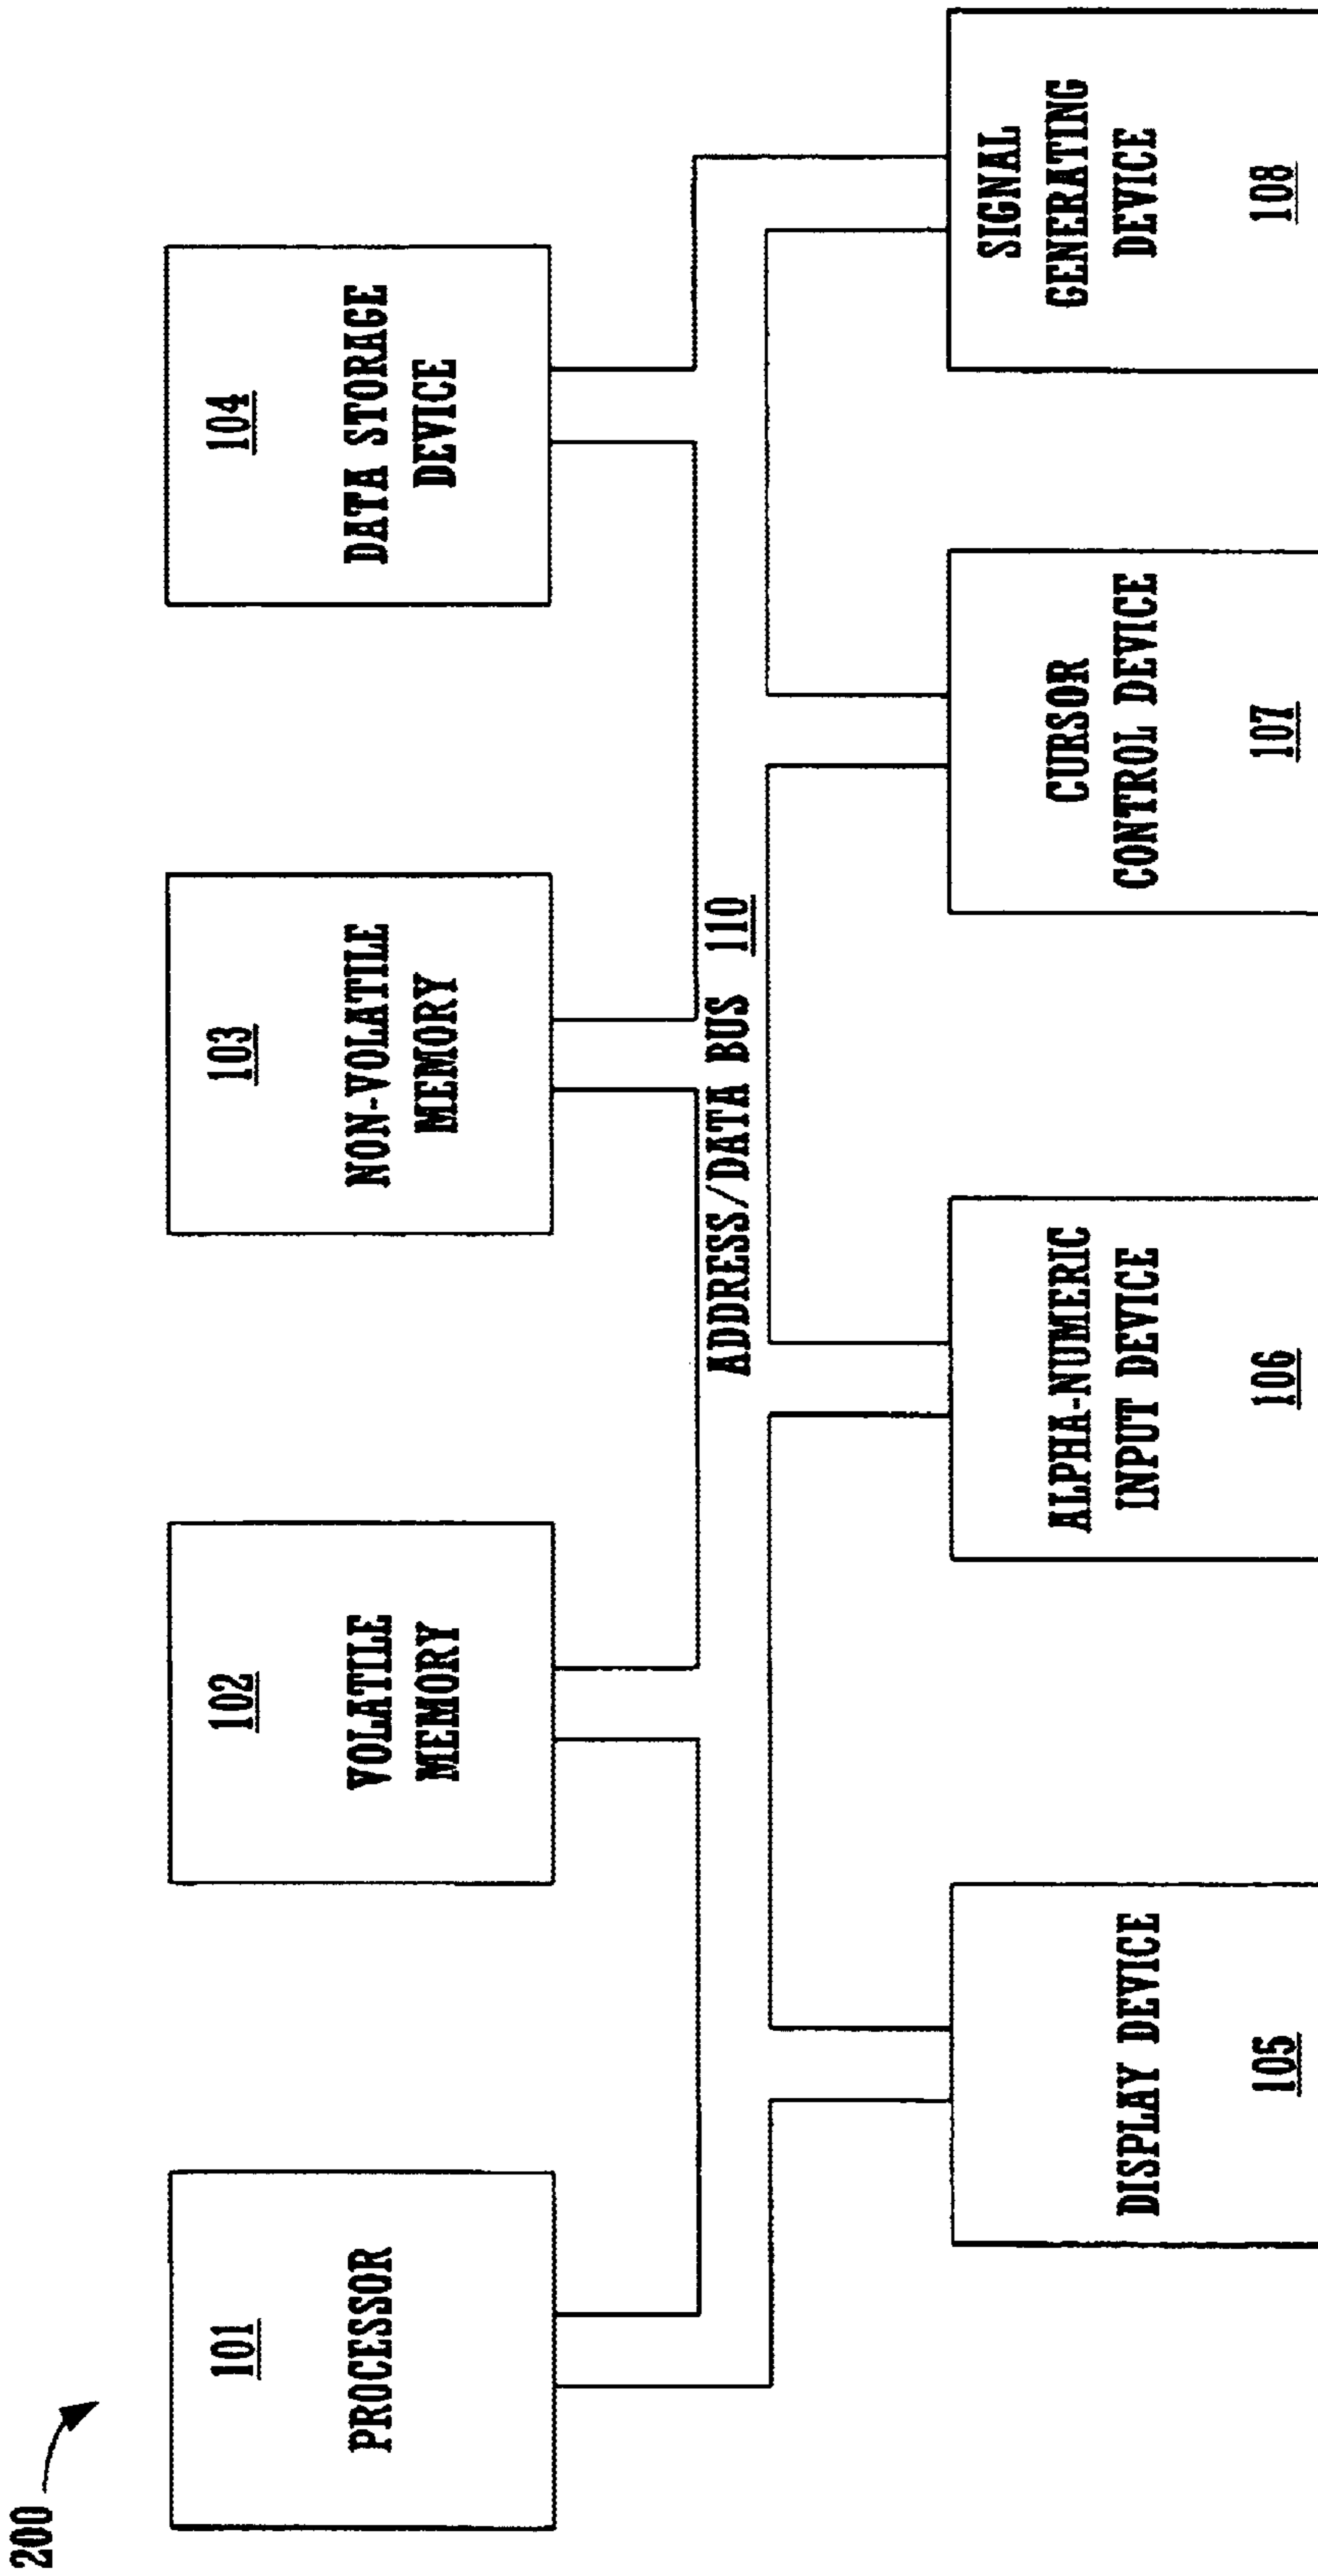 200
101
PROCESSOR
102
VOLATILE
MEMORY
103
NON-VOLATILE
MEMORY
104
DATA STORAGE
DEVICE
ADDRESS/DATA BUS 110
DISPLAY DEVICE
105
ALPHA-NUMERIC
INPUT DEVICE
106
CURSOR
CONTROL DEVICE
107
SIGNAL
GENERATING
DEVICE
108